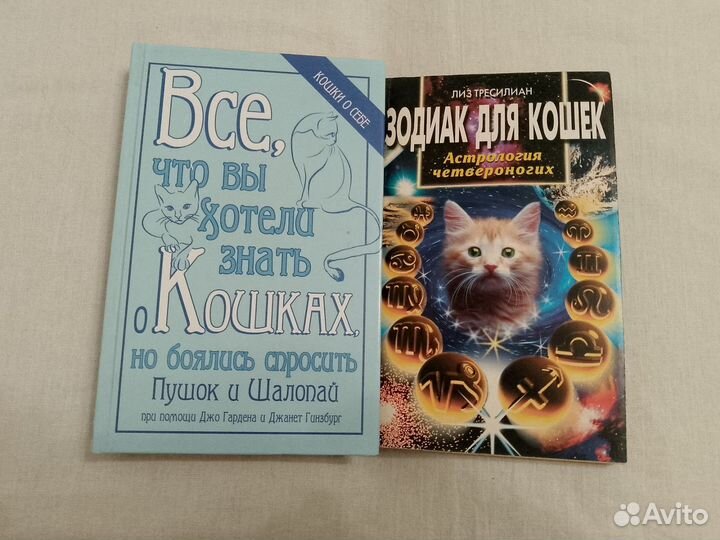 КОШКИ О СЕБЕ
ВСЕ,
ЧТО ВЫ
ХОТЕЛИ
ЗНАТЬ
О КОШКАХ,
НО БОЯЛИСЬ СПРОСИТЬ
ПУШОК И ШАЛОПАЙ
ПРИ ПОМОЩИ ДЖО ГАРДЕНА И ДЖАНЕТ ГИНЗБУРГ
ЛИЗ ТРЕСИЛИАН
ЗОДИАК ДЛЯ КОШЕК
Астрология
четвероногих
Avito